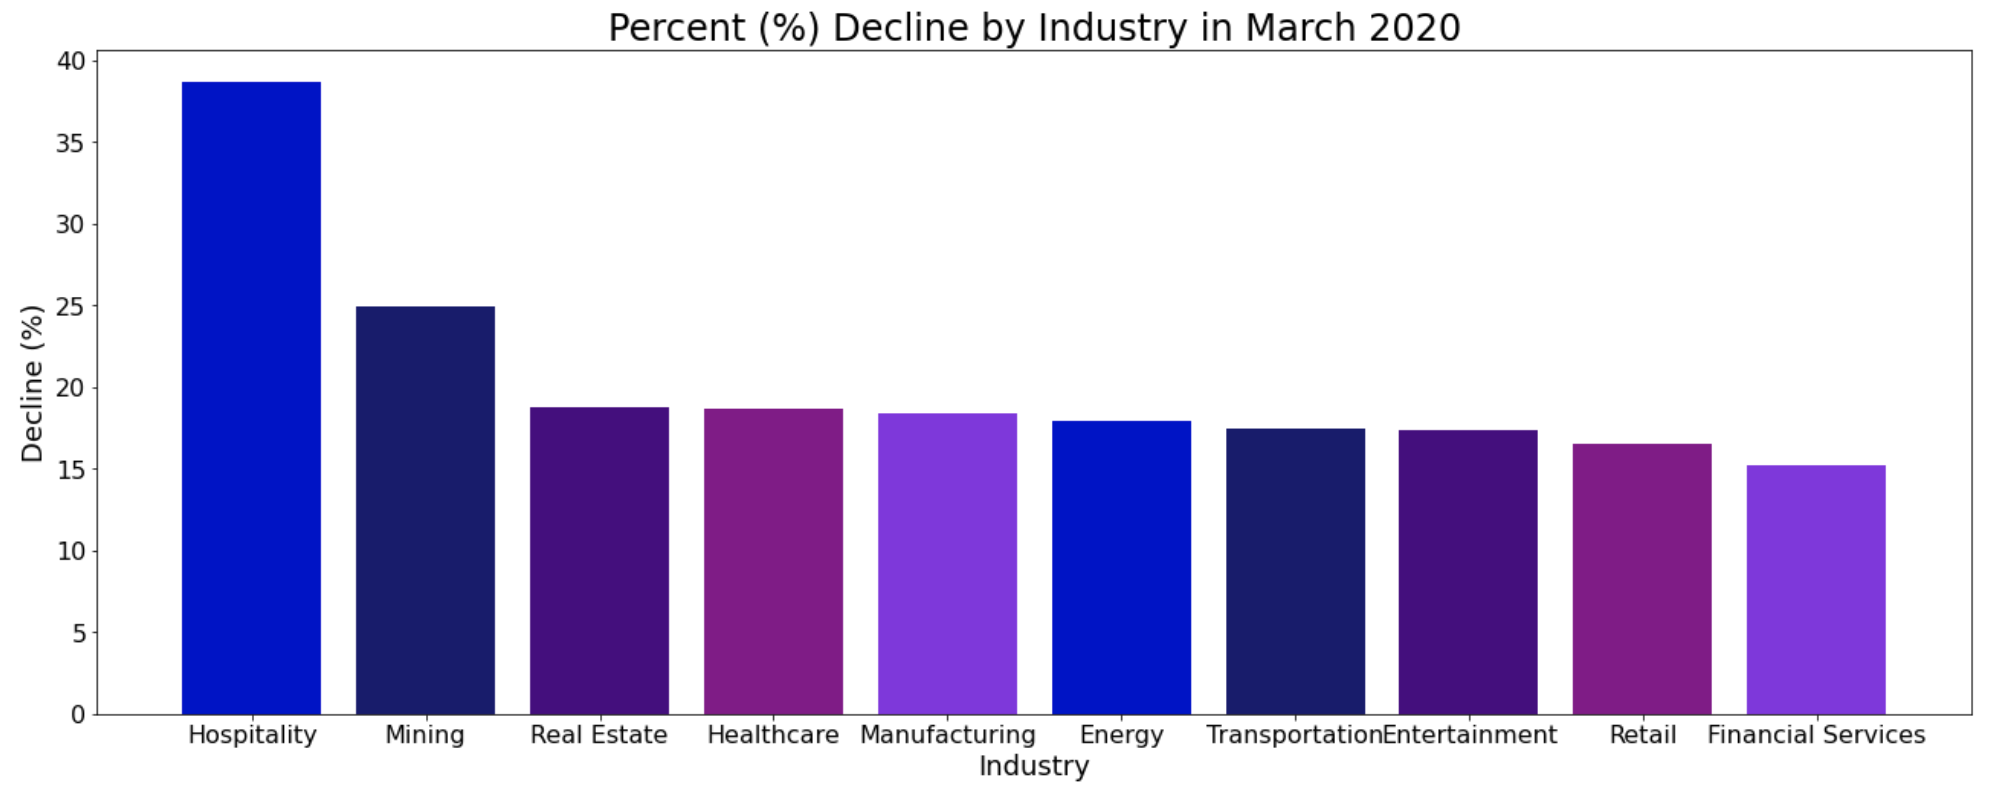 Percent (%) Decline by Industry in March 2020
Decline (%)
40
35
30
25
20
15
10
5
0
Hospitality Mining Real Estate Healthcare Manufacturing Energy Transportation Entertainment Retail Financial Services
Industry